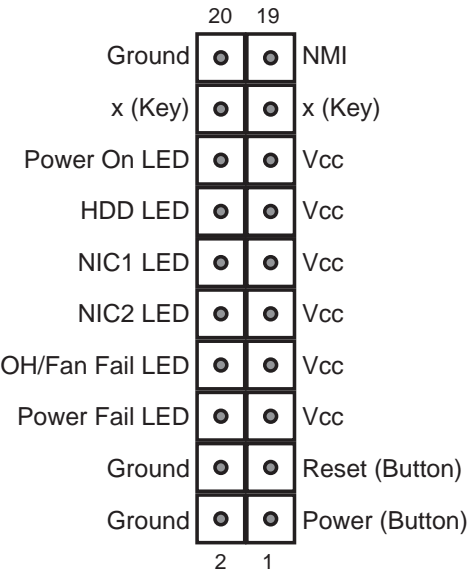 20 19
Ground NMI
x (Key) x (Key)
Power On LED Vcc
HDD LED Vcc
NIC1 LED Vcc
NIC2 LED Vcc
OH/Fan Fail LED Vcc
Power Fail LED Vcc
Ground Reset (Button)
Ground Power (Button)
2 1